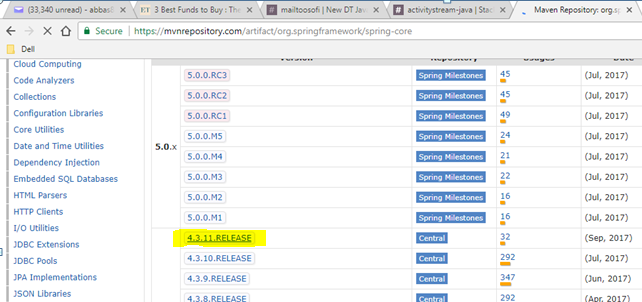 (33,340 unread) - abbasl
ET 3 Best Funds to Buy : The
# mailtoosofi | New DT Jav
# activitystream-java | Stac
Maven Repository: org.sp
Secure | https://mvnrepository.com/artifact/org.springframework/spring-core
Dell
Cloud Computing
Code Analyzers
Collections
Configuration Libraries
Core Utilities
Date and Time Utilities
Dependency Injection
Embedded SQL Databases
HTML Parsers
HTTP Clients
I/O Utilities
JDBC Extensions
JDBC Pools
JPA Implementations
JSON Libraries
Version Repository Usages Date
5.0.x
5.0.0.RC3 Spring Milestones 45 (Jul, 2017)
5.0.0.RC2 Spring Milestones 45 (Jul, 2017)
5.0.0.RC1 Spring Milestones 49 (Jul, 2017)
5.0.0.M5 Spring Milestones 24 (Jul, 2017)
5.0.0.M4 Spring Milestones 21 (Jul, 2017)
5.0.0.M3 Spring Milestones 22 (Jul, 2017)
5.0.0.M2 Spring Milestones 16 (Jul, 2017)
5.0.0.M1 Spring Milestones 16 (Jul, 2017)
4.3.11.RELEASE Central 32 (Sep, 2017)
4.3.10.RELEASE Central 292 (Jul, 2017)
4.3.9.RELEASE Central 347 (Jun, 2017)
4.3.8.RELEASE Central 292 (Apr, 2017)